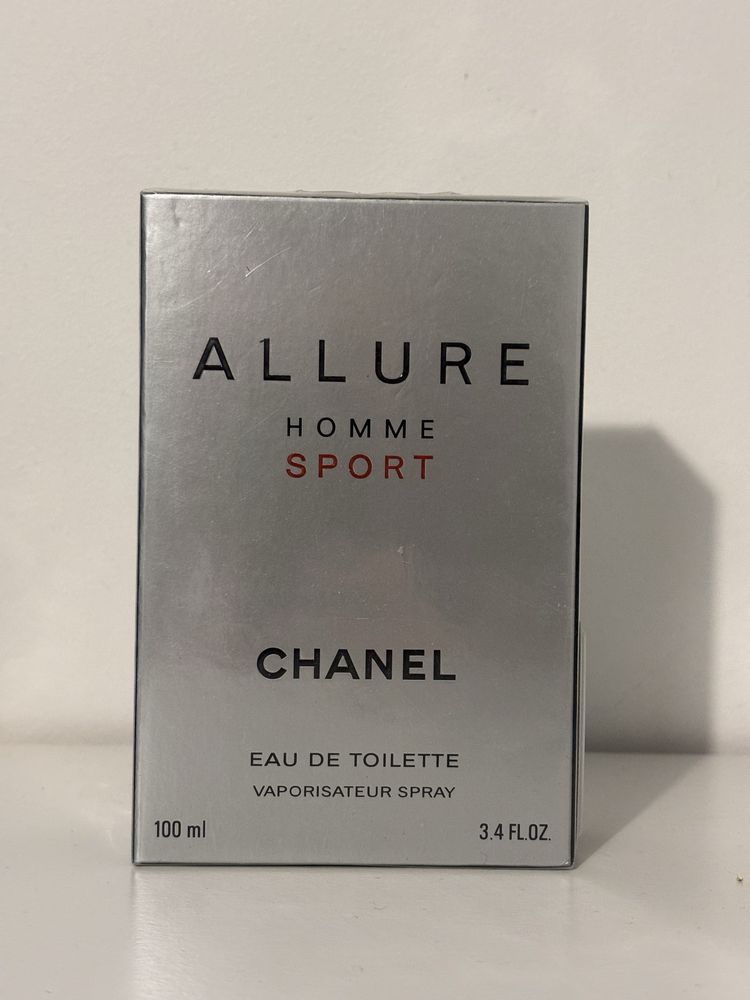 ALLURE
HOMME
SPORT
CHANEL
EAU DE TOILETTE
VAPORISATEUR SPRAY
100 ml 3.4 FL.OZ.